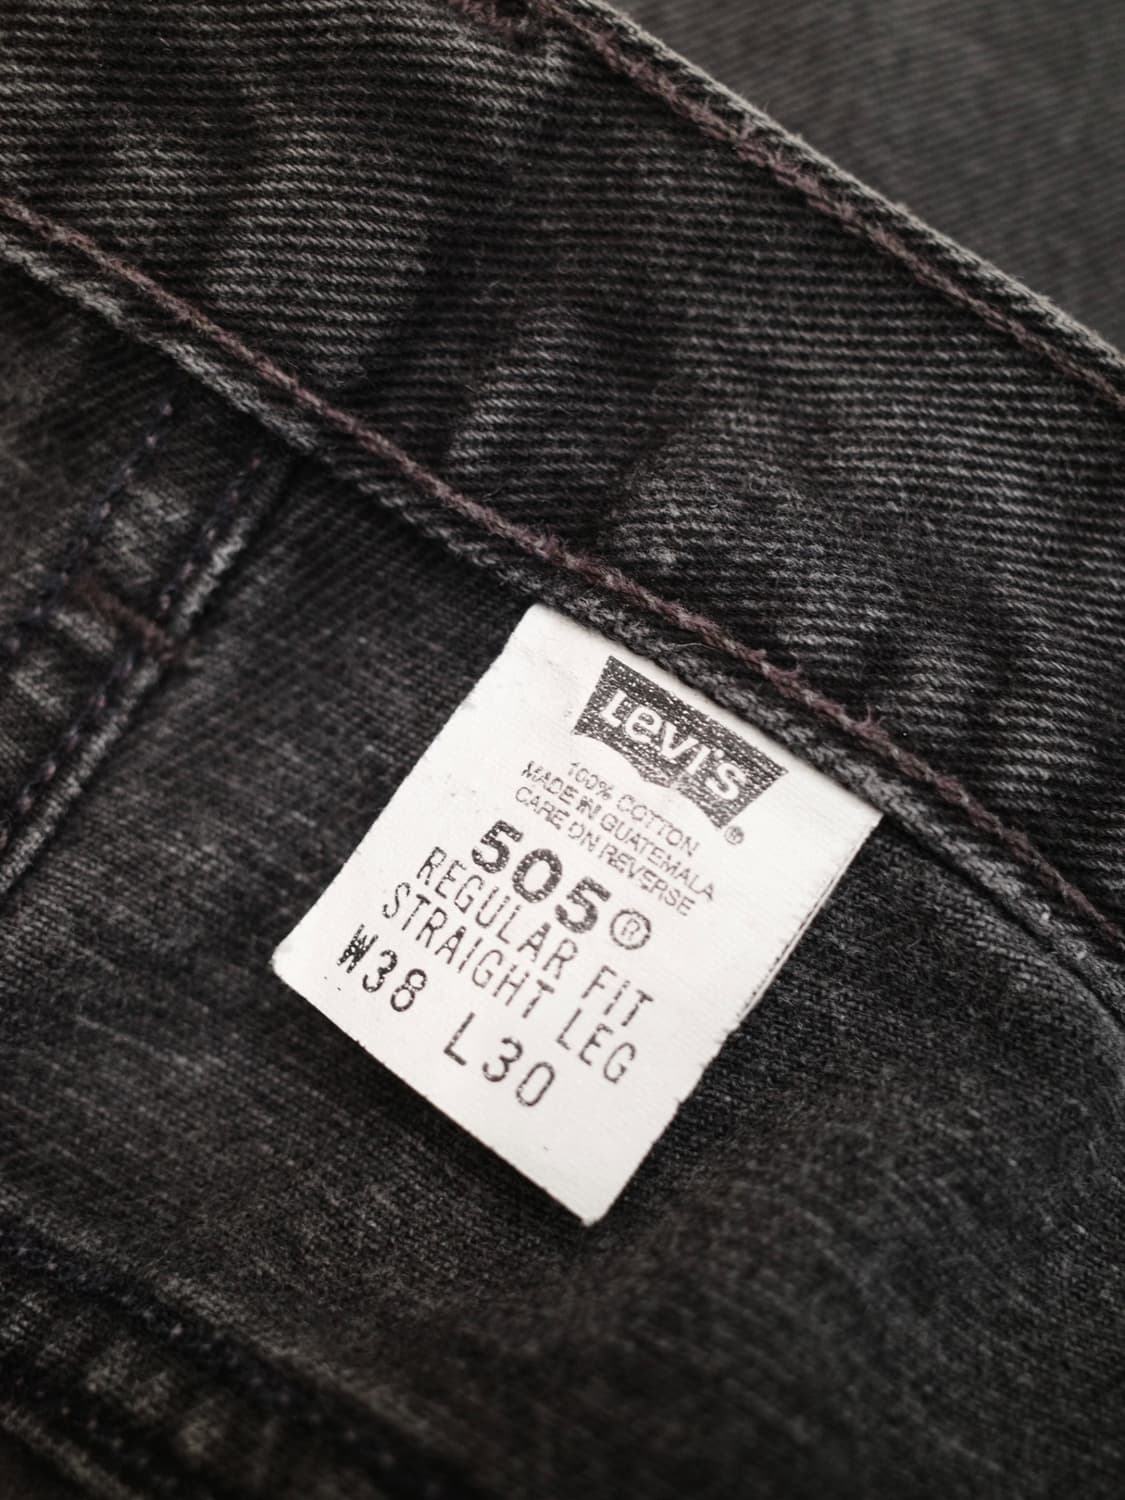 Levi's®
100% COTTON
MADE IN GUATEMALA
CARE ON REVERSE
505®
REGULAR FIT
STRAIGHT LEG
W38 L30